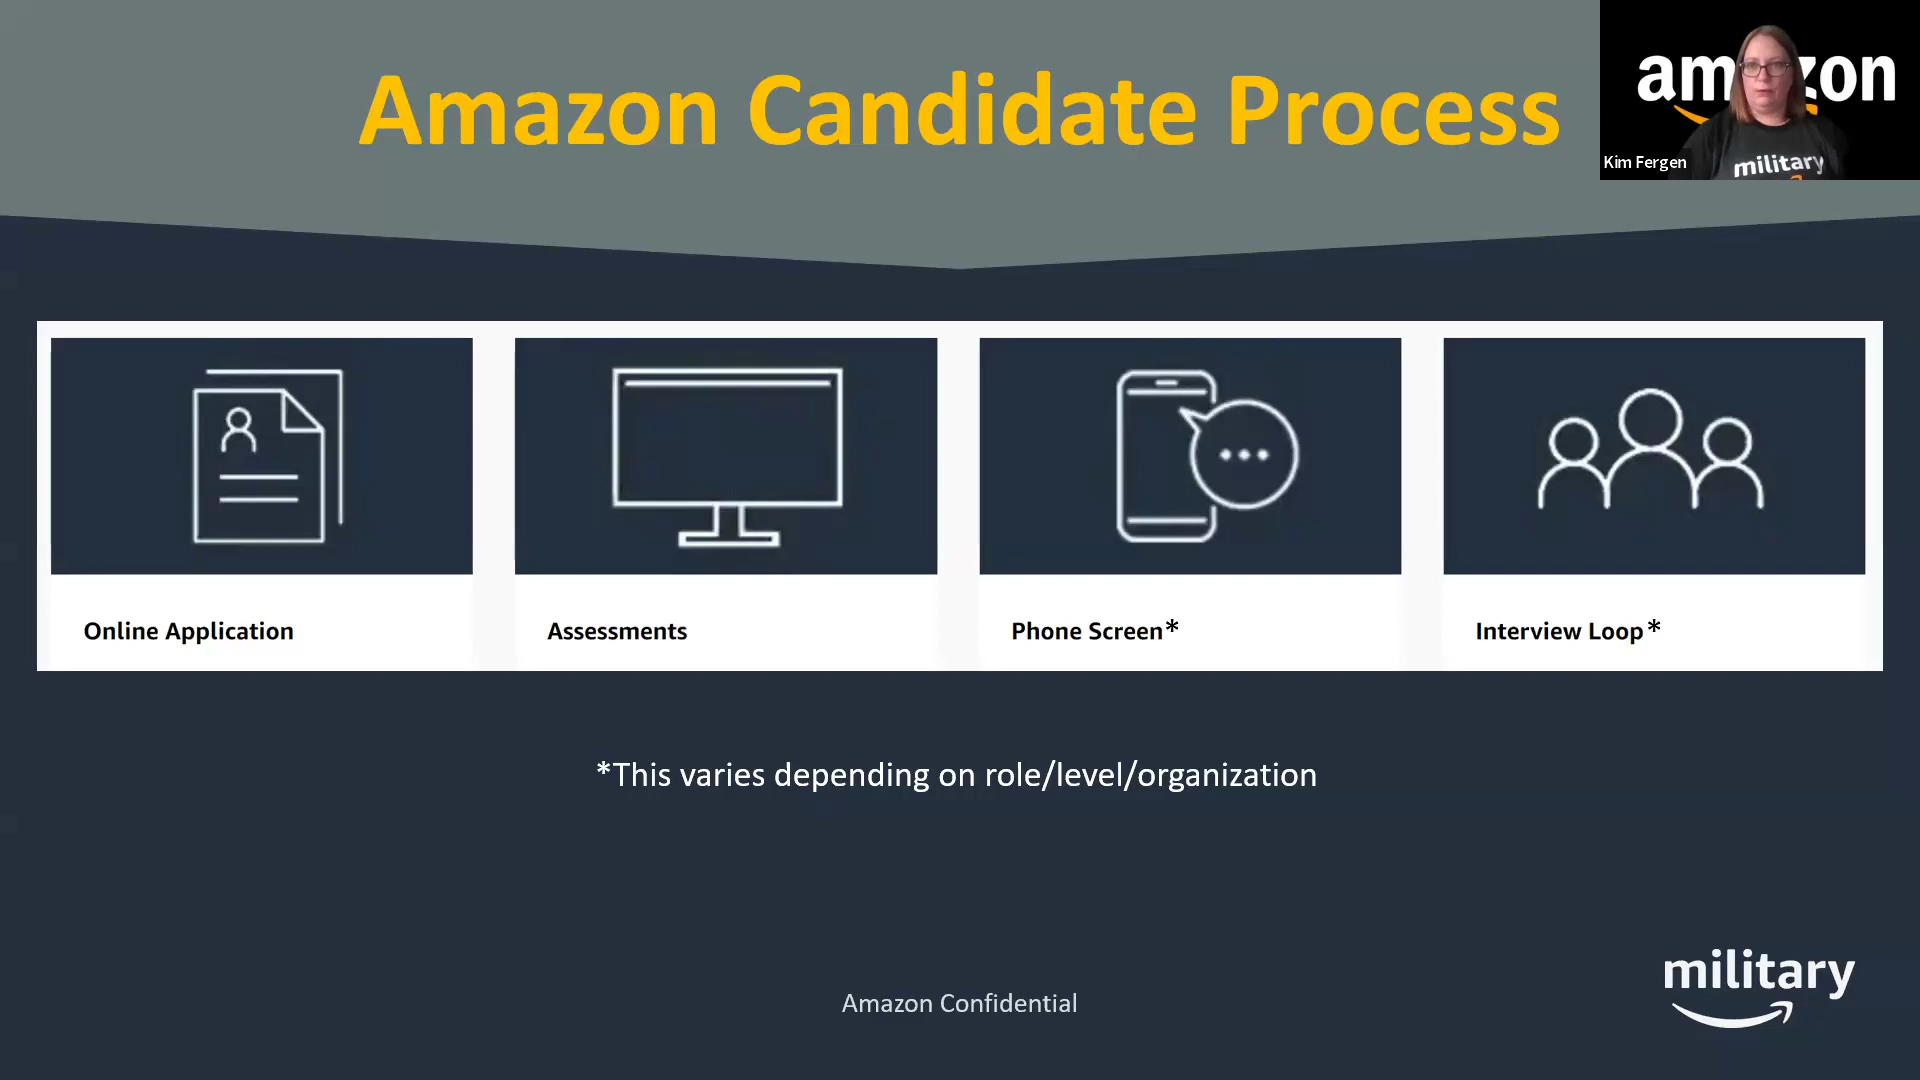 Amazon Candidate Process
amazon
military
Kim Fergen
Online Application
Assessments
Phone Screen*
Interview Loop*
*This varies depending on role/level/organization
Amazon Confidential
military